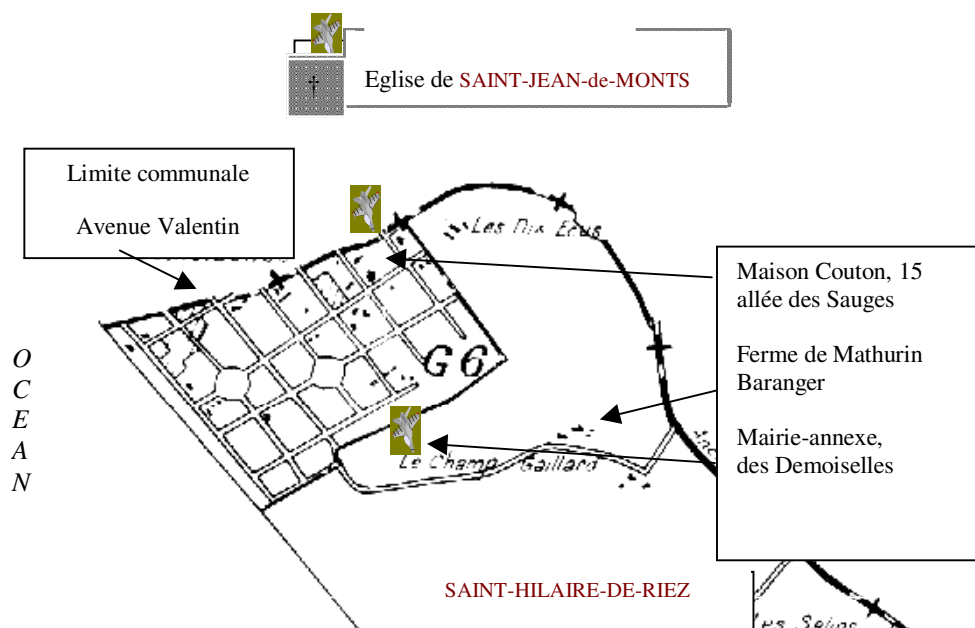 Eglise de SAINT-JEAN-de-MONTS
Limite communale
Avenue Valentin
Les Dix Ecus
Maison Couton, 15
allée des Sauges
Ferme de Mathurin
Baranger
Mairie-annexe,
des Demoiselles
G6
O
C
E
A
N
Le Champ Gaillard
SAINT-HILAIRE-DE-RIEZ